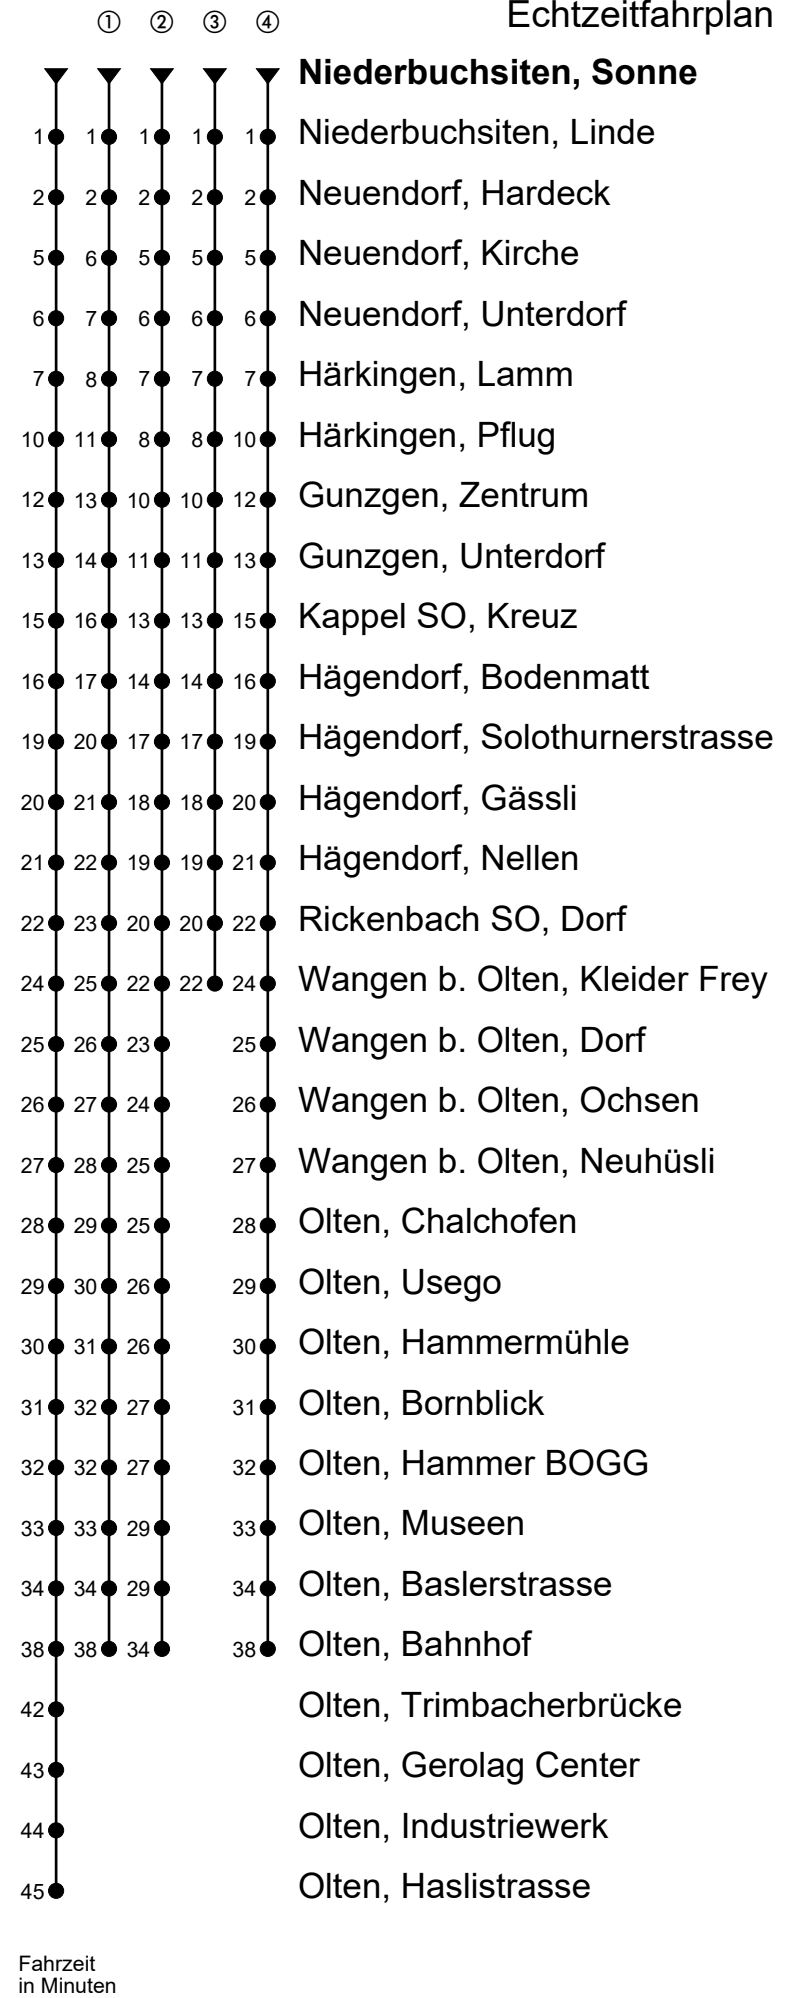 Echtzeitfahrplan
① ② ③ ④
Niederbuchsiten, Sonne
1 1 1 1 1 Niederbuchsiten, Linde
2 2 2 2 2 Neuendorf, Hardeck
5 6 5 5 5 Neuendorf, Kirche
6 7 6 6 6 Neuendorf, Unterdorf
7 8 7 7 7 Härkingen, Lamm
10 11 8 8 10 Härkingen, Pflug
12 13 10 10 12 Gunzgen, Zentrum
13 14 11 11 13 Gunzgen, Unterdorf
15 16 13 13 15 Kappel SO, Kreuz
16 17 14 14 16 Hägendorf, Bodenmatt
19 20 17 17 19 Hägendorf, Solothurnerstrasse
20 21 18 18 20 Hägendorf, Gässli
21 22 19 19 21 Hägendorf, Nellen
22 23 20 20 22 Rickenbach SO, Dorf
24 25 22 22 24 Wangen b. Olten, Kleider Frey
25 26 23 25 Wangen b. Olten, Dorf
26 27 24 26 Wangen b. Olten, Ochsen
27 28 25 27 Wangen b. Olten, Neuhüsli
28 29 25 28 Olten, Chalchofen
29 30 26 29 Olten, Usego
30 31 26 30 Olten, Hammermühle
31 32 27 31 Olten, Bornblick
32 32 27 32 Olten, Hammer BOGG
33 33 29 33 Olten, Museen
34 34 29 34 Olten, Baslerstrasse
38 38 34 38 Olten, Bahnhof
42 Olten, Trimbacherbrücke
43 Olten, Gerolag Center
44 Olten, Industriewerk
45 Olten, Haslistrasse
Fahrzeit
in Minuten